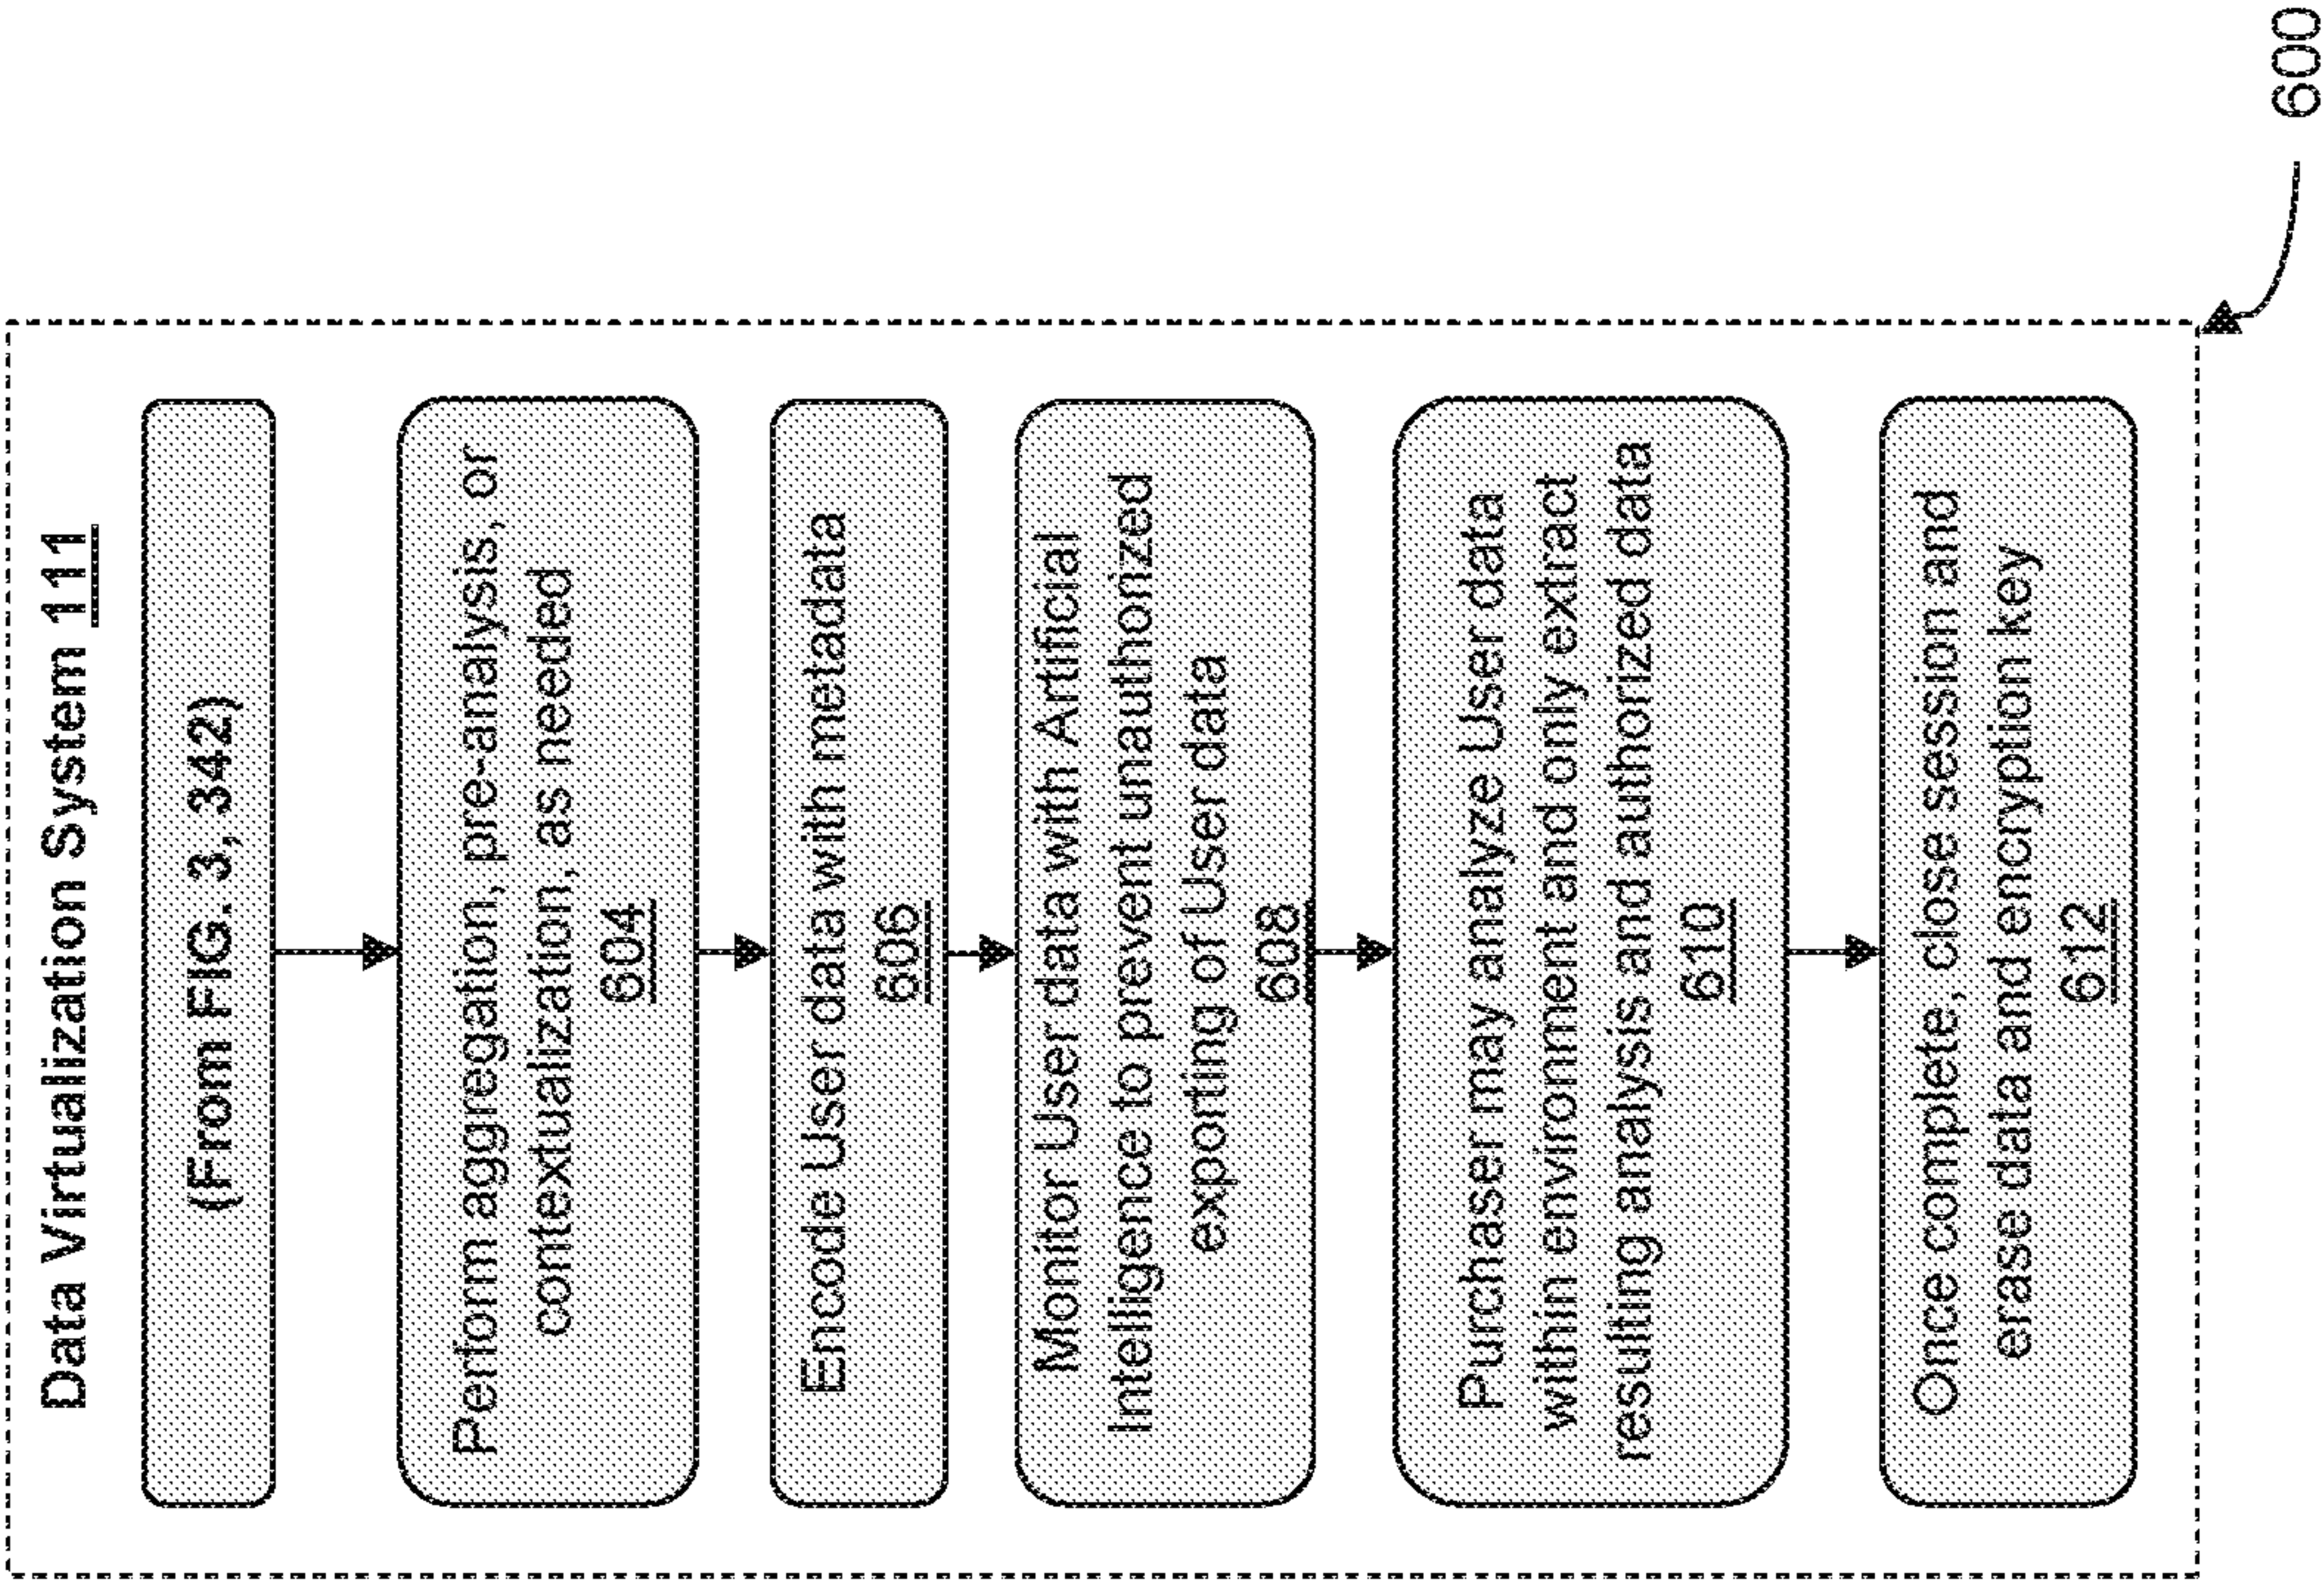 Data Virtualization System 111
(From FIG. 3, 342)
Perform aggregation, pre-analysis, or
contextualization, as needed
604
Encode User data with metadata
606
Monitor User data with Artificial
Intelligence to prevent unauthorized
exporting of User data
608
Purchaser may analyze User data
within environment and only extract
resulting analysis and authorized data
610
Once complete, close session and
erase data and encryption key
612
600